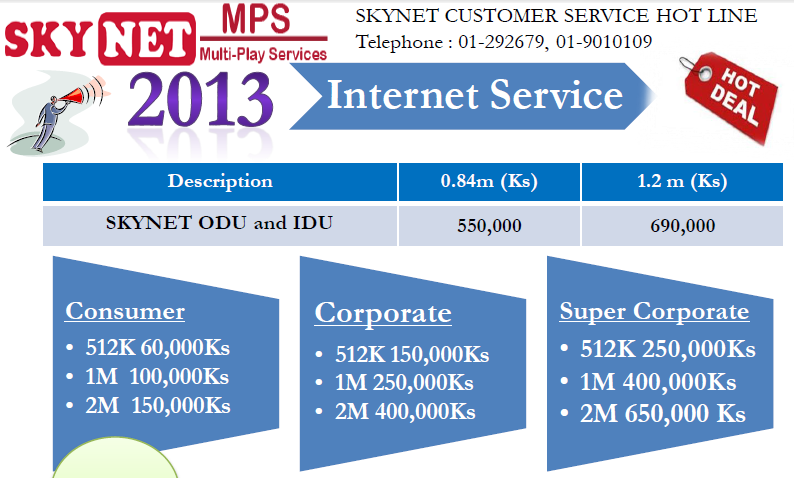 SKYNET MPS
Multi-Play Services
SKYNET CUSTOMER SERVICE HOT LINE
Telephone : 01-292679, 01-9010109
2013
Internet Service
HOT
DEAL
Description 0.84m (Ks) 1.2 m (Ks)
SKYNET ODU and IDU 550,000 690,000
Consumer
• 512K 60,000Ks
• 1M 100,000Ks
• 2M 150,000Ks
Corporate
• 512K 150,000Ks
• 1M 250,000Ks
• 2M 400,000Ks
Super Corporate
• 512K 250,000Ks
• 1M 400,000Ks
• 2M 650,000 Ks